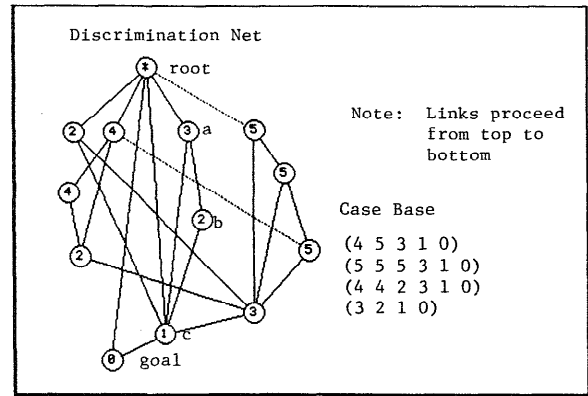 Discrimination Net
* root
2 4 3 a 5
5
4
2 b
2 5
3
1 c
0 goal
Note: Links proceed
from top to
bottom
Case Base
(4 5 3 1 0)
(5 5 5 3 1 0)
(4 4 2 3 1 0)
(3 2 1 0)